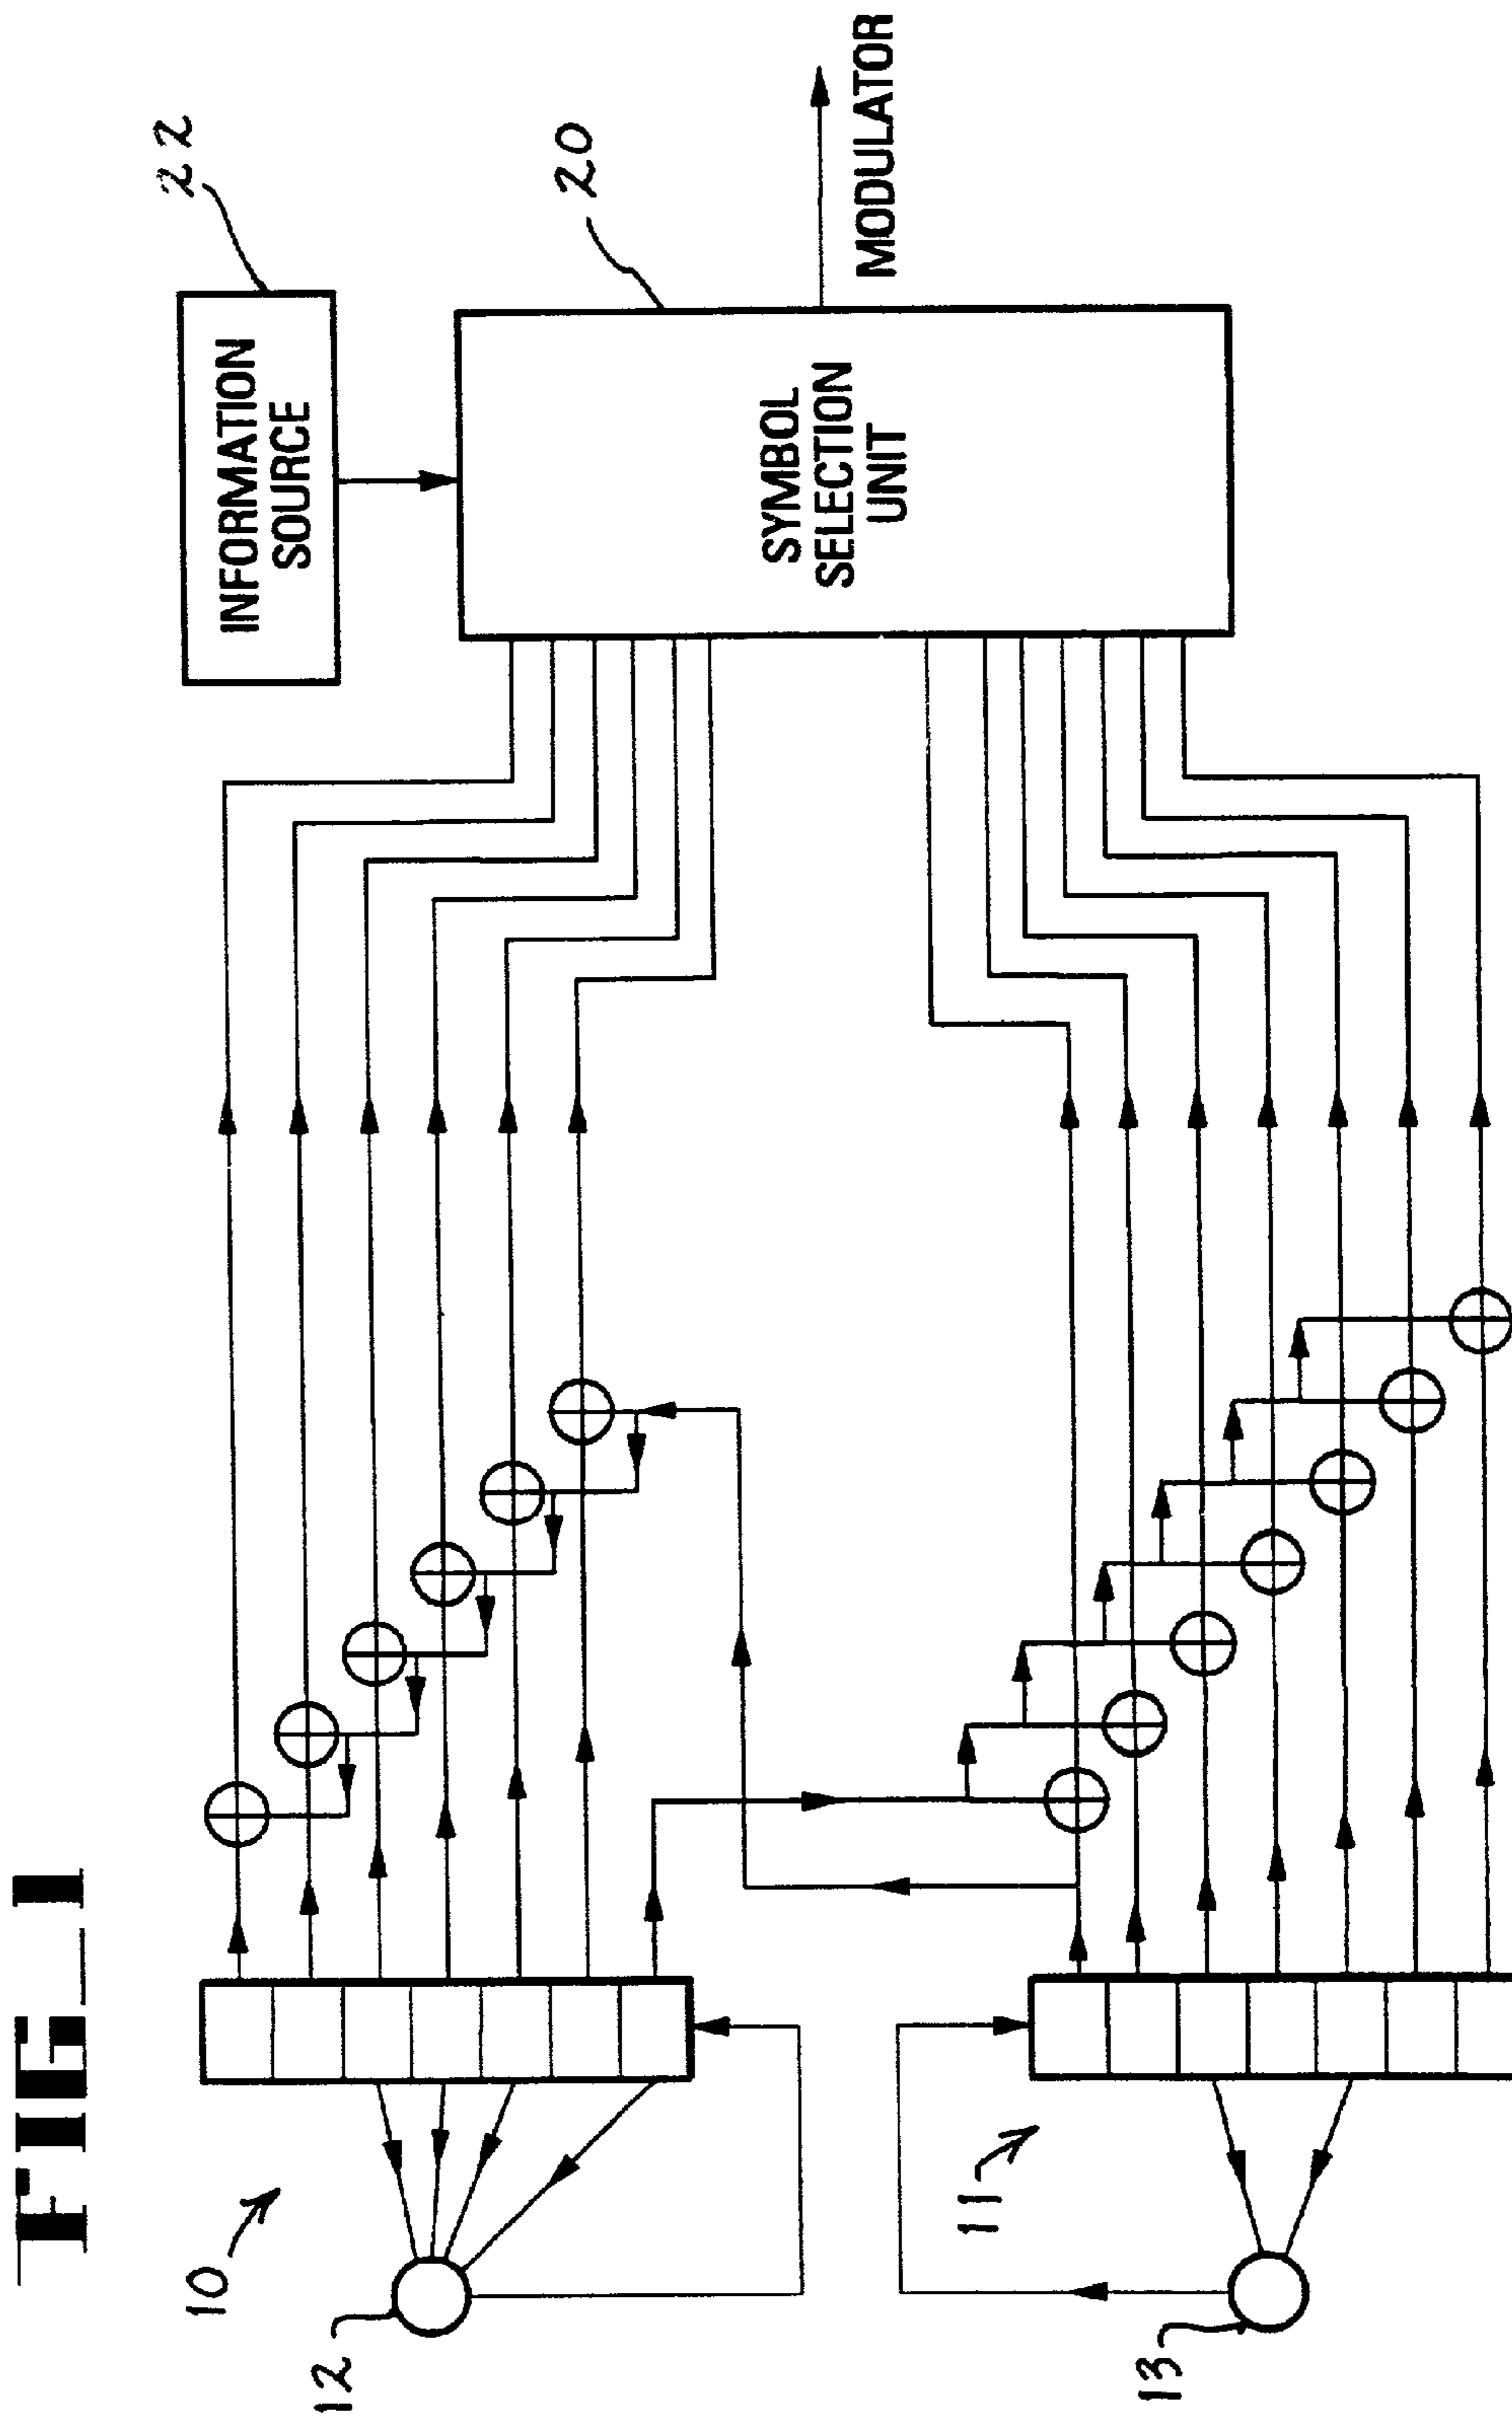 FIG_1
22
INFORMATION
SOURCE
20
SYMBOL
SELECTION
UNIT
MODULATOR
10
12
11
13